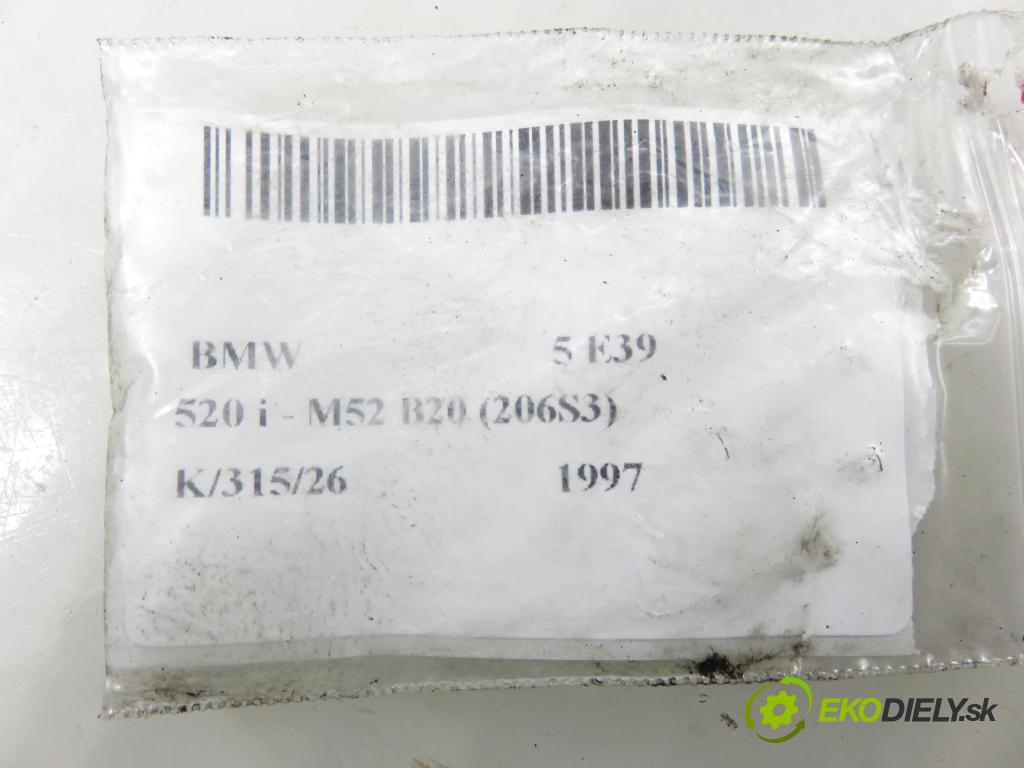 BMW 5 E39
520 i - M52 B20 (206S3)
K/315/26 1997
EKODIELY.sk